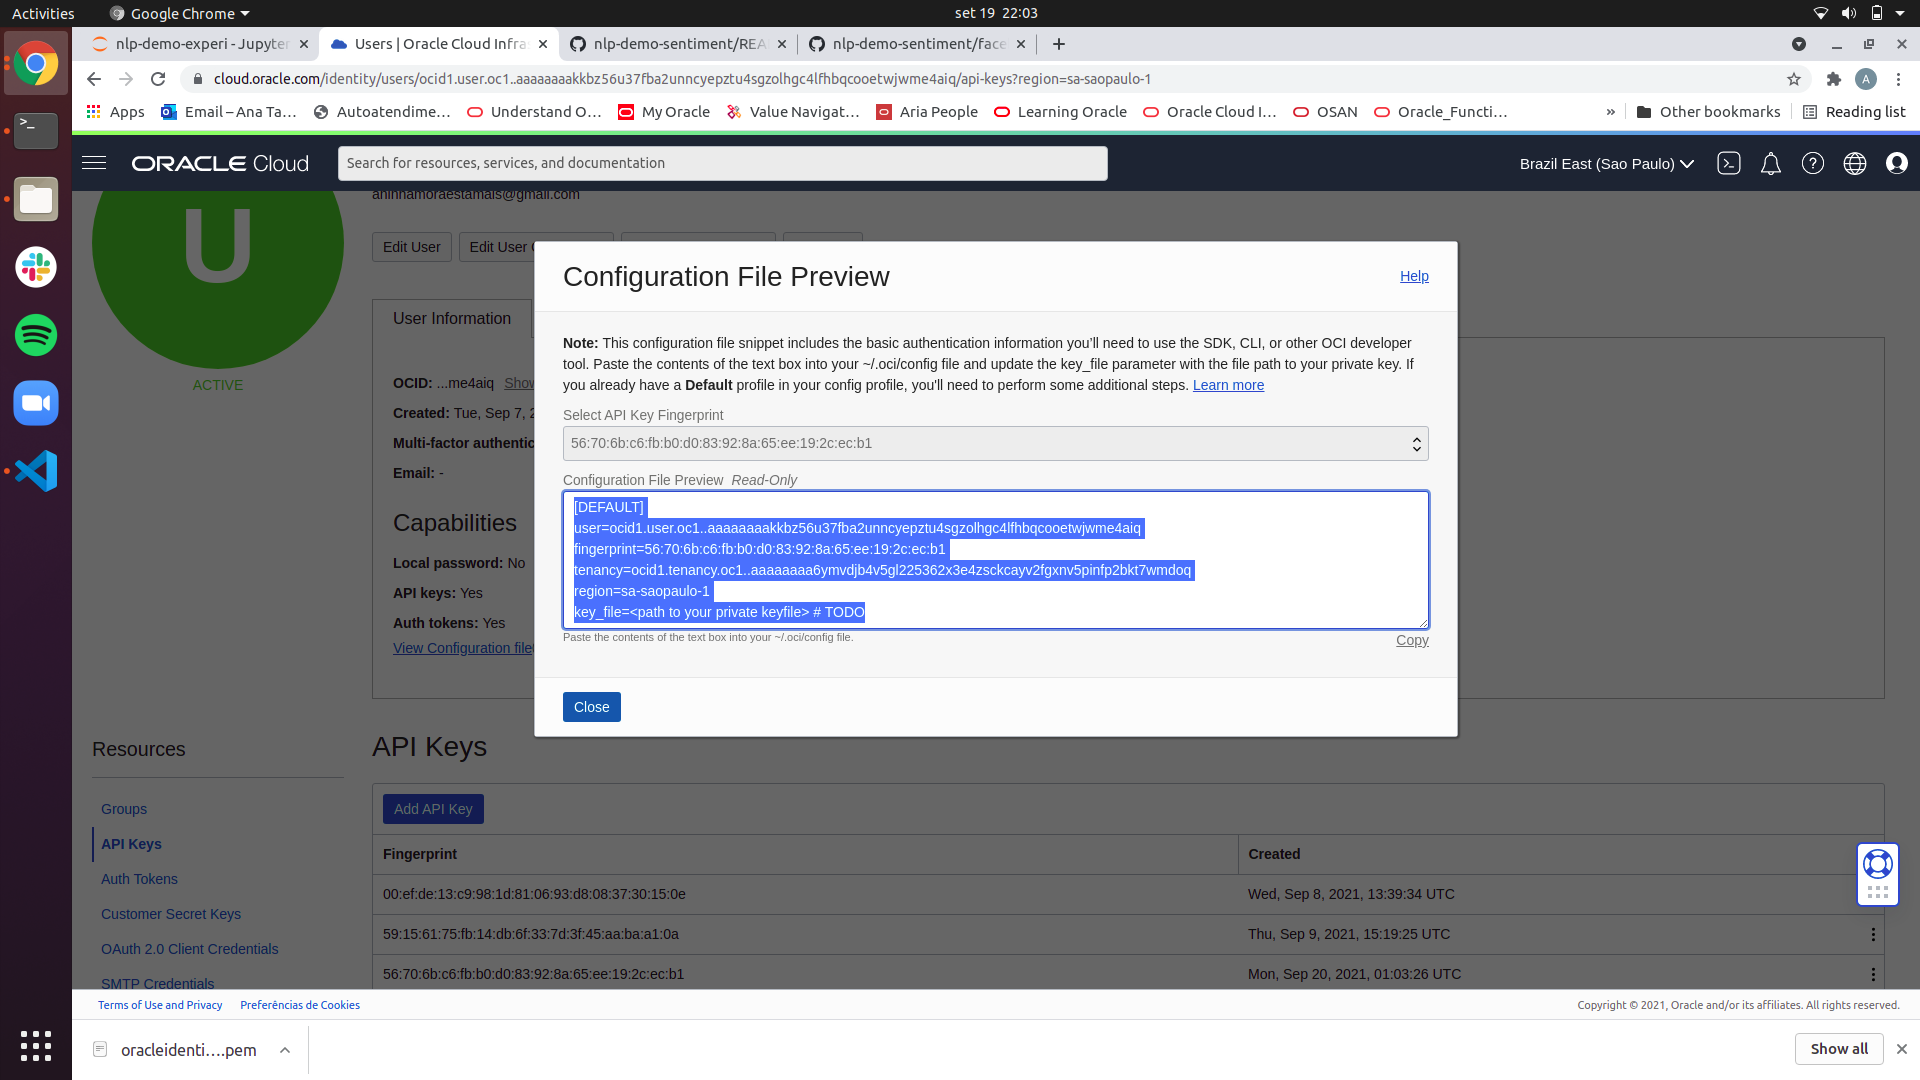 Activities
Google Chrome
set 19 22:03
nlp-demo-experi - Jupyter
Users | Oracle Cloud Infra
nlp-demo-sentiment/REA
nlp-demo-sentiment/face
cloud.oracle.com/identity/users/ocid1.user.oc1..aaaaaaaakkbz56u37fba2unncyepztu4sgzolhgc4lfhbqcooetwjwme4aiq/api-keys?region=sa-saopaulo-1
A
Apps
Email – Ana Ta…
Autoatendime…
Understand O…
My Oracle
Value Navigat…
Aria People
Learning Oracle
Oracle Cloud I…
OSAN
Oracle_Functi…
»
Other bookmarks
Reading list
ORACLE Cloud
Search for resources, services, and documentation
Brazil East (Sao Paulo)
aninnamoraestamais@gmail.com
U
ACTIVE
Edit User
Edit User
User Information
OCID: ...me4aiq Show
Created: Tue, Sep 7, 2
Multi-factor authentic
Email: -
Capabilities
Local password: No
API keys: Yes
Auth tokens: Yes
View Configuration file
Configuration File Preview
Help
Note: This configuration file snippet includes the basic authentication information you’ll need to use the SDK, CLI, or other OCI developer
tool. Paste the contents of the text box into your ~/.oci/config file and update the key_file parameter with the file path to your private key. If
you already have a Default profile in your config profile, you'll need to perform some additional steps. Learn more
Select API Key Fingerprint
56:70:6b:c6:fb:b0:d0:83:92:8a:65:ee:19:2c:ec:b1
Configuration File Preview Read-Only
[DEFAULT]
user=ocid1.user.oc1..aaaaaaaakkbz56u37fba2unncyepztu4sgzolhgc4lfhbqcooetwjwme4aiq
fingerprint=56:70:6b:c6:fb:b0:d0:83:92:8a:65:ee:19:2c:ec:b1
tenancy=ocid1.tenancy.oc1..aaaaaaaa6ymvdjb4v5gl225362x3e4zsckcayv2fgxnv5pinfp2bkt7wmdoq
region=sa-saopaulo-1
key_file=<path to your private keyfile> # TODO
Paste the contents of the text box into your ~/.oci/config file.
Copy
Close
Resources
Groups
API Keys
Auth Tokens
Customer Secret Keys
OAuth 2.0 Client Credentials
SMTP Credentials
API Keys
Add API Key
Fingerprint
Created
00:ef:de:13:c9:98:1d:81:06:93:d8:08:37:30:15:0e
Wed, Sep 8, 2021, 13:39:34 UTC
59:15:61:75:fb:14:db:6f:33:7d:3f:45:aa:ba:a1:0a
Thu, Sep 9, 2021, 15:19:25 UTC
56:70:6b:c6:fb:b0:d0:83:92:8a:65:ee:19:2c:ec:b1
Mon, Sep 20, 2021, 01:03:26 UTC
Terms of Use and Privacy
Preferências de Cookies
Copyright © 2021, Oracle and/or its affiliates. All rights reserved.
oracleidenti….pem
Show all